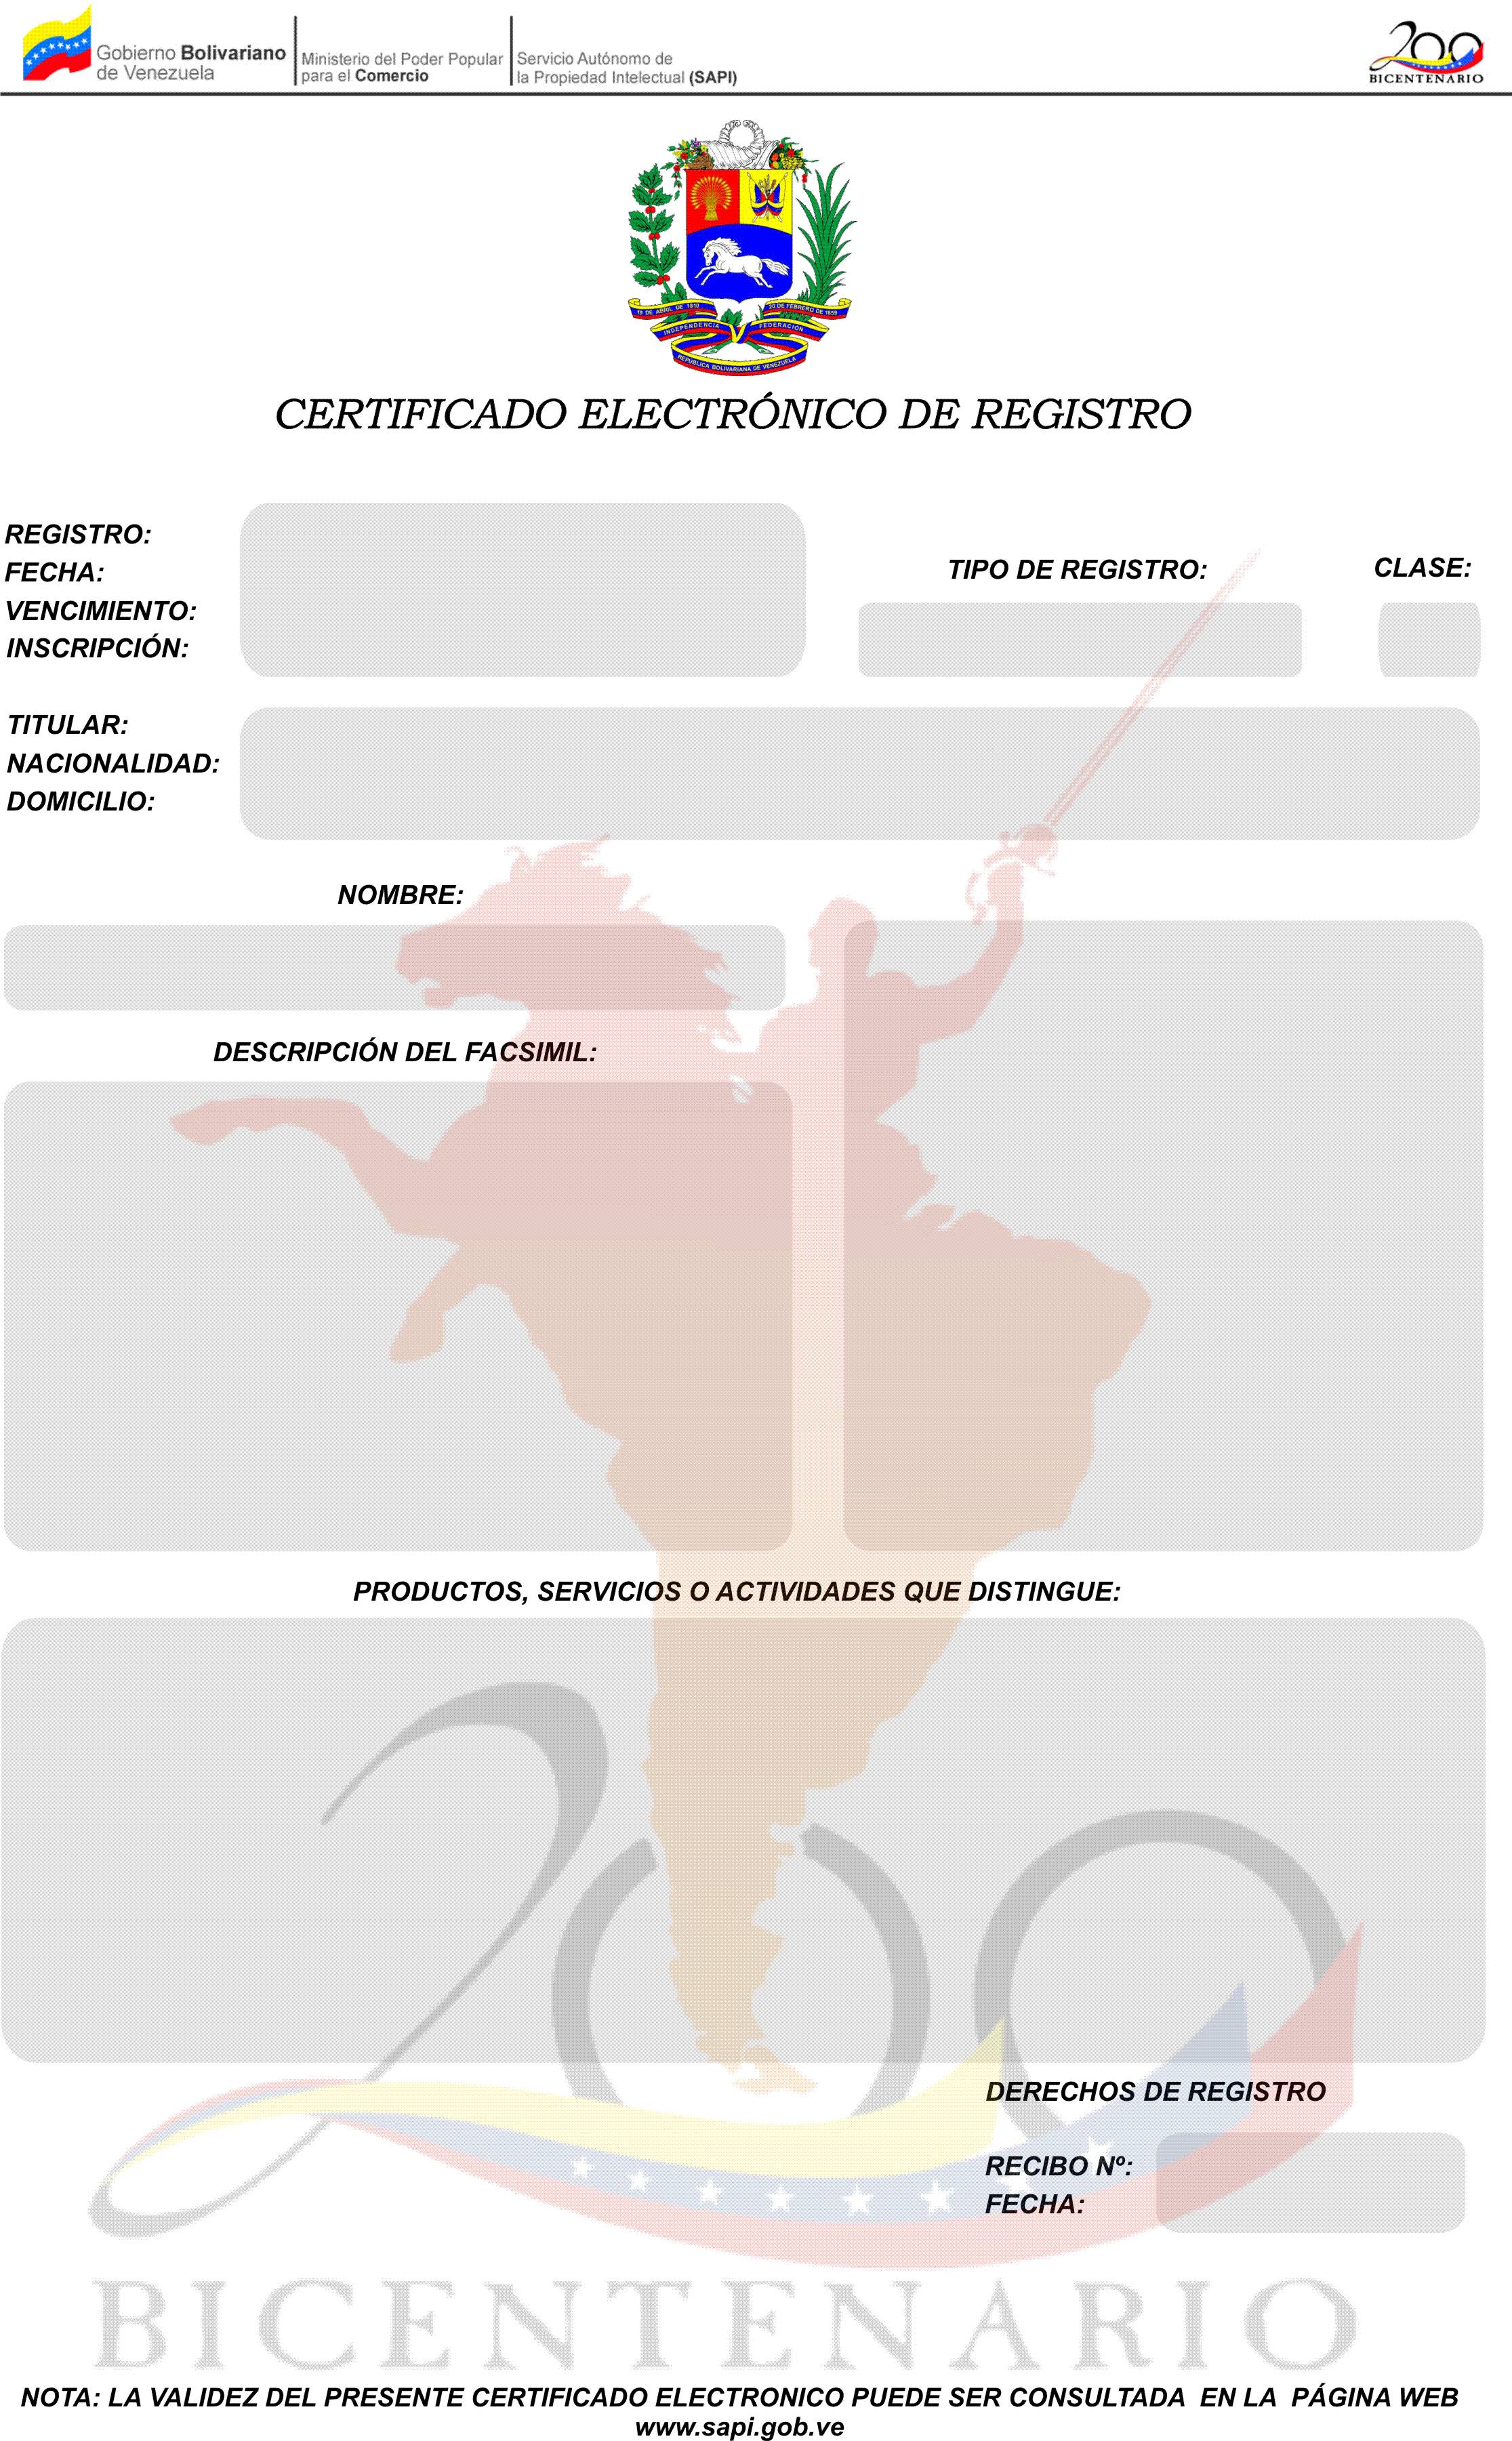 Gobierno Bolivariano
de Venezuela
Ministerio del Poder Popular
para el Comercio
Servicio Autónomo de
la Propiedad Intelectual (SAPI)
200
BICENTENARIO
19 DE ABRIL DE 1810
20 DE FEBRERO DE 1859
INDEPENDENCIA
FEDERACIÓN
REPÚBLICA BOLIVARIANA DE VENEZUELA
CERTIFICADO ELECTRÓNICO DE REGISTRO
REGISTRO:
FECHA:
VENCIMIENTO:
INSCRIPCIÓN:
TIPO DE REGISTRO:
CLASE:
TITULAR:
NACIONALIDAD:
DOMICILIO:
NOMBRE:
DESCRIPCIÓN DEL FACSIMIL:
PRODUCTOS, SERVICIOS O ACTIVIDADES QUE DISTINGUE:
200
DERECHOS DE REGISTRO
RECIBO Nº:
FECHA:
BICENTENARIO
NOTA: LA VALIDEZ DEL PRESENTE CERTIFICADO ELECTRONICO PUEDE SER CONSULTADA EN LA PÁGINA WEB
www.sapi.gob.ve